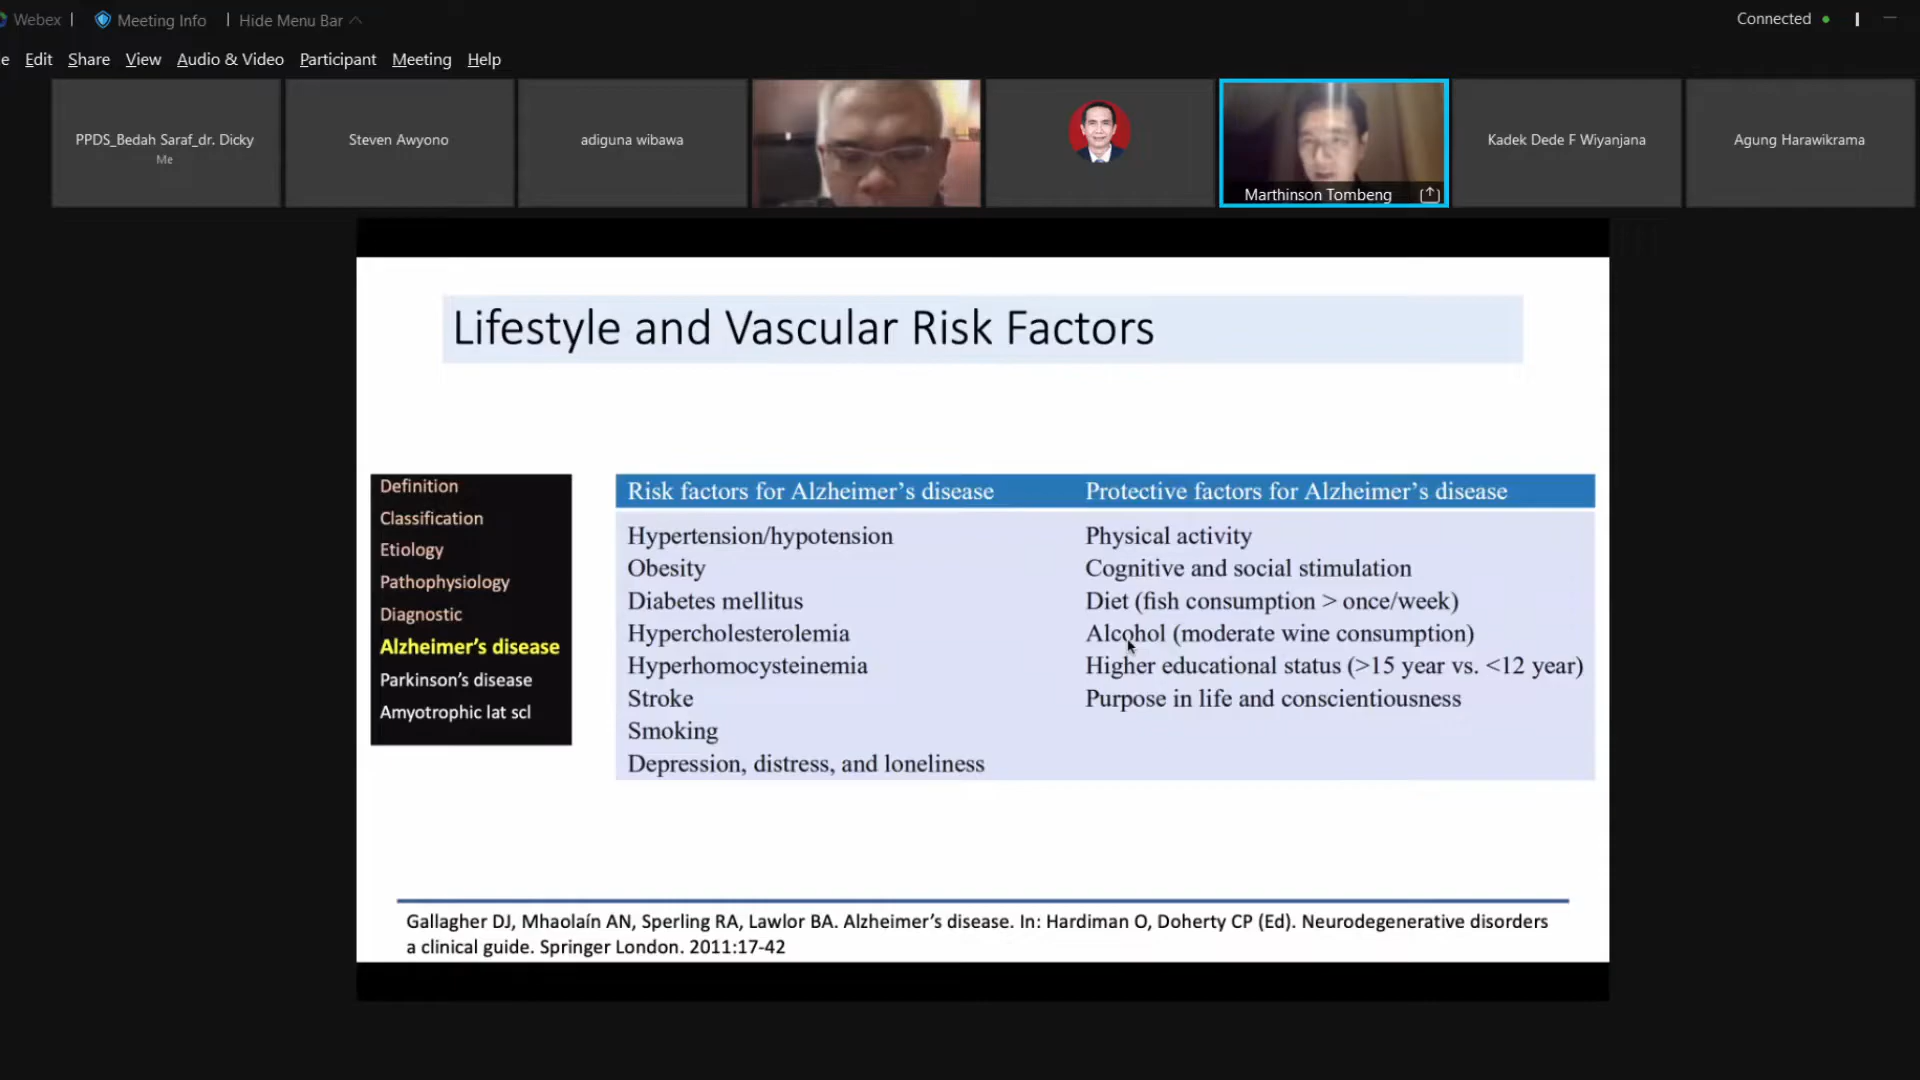 Webex | Meeting Info | Hide Menu Bar
Connected
e Edit Share View Audio & Video Participant Meeting Help
PPDS_Bedah Saraf_dr. Dicky
Me
Steven Awyono
adiguna wibawa
Marthinson Tombeng
Kadek Dede F Wiyanjana
Agung Harawikrama
Lifestyle and Vascular Risk Factors
Definition
Classification
Etiology
Pathophysiology
Diagnostic
Alzheimer's disease
Parkinson's disease
Amyotrophic lat scl
Risk factors for Alzheimer's disease
Hypertension/hypotension
Obesity
Diabetes mellitus
Hypercholesterolemia
Hyperhomocysteinemia
Stroke
Smoking
Depression, distress, and loneliness
Protective factors for Alzheimer's disease
Physical activity
Cognitive and social stimulation
Diet (fish consumption > once/week)
Alcohol (moderate wine consumption)
Higher educational status (>15 year vs. <12 year)
Purpose in life and conscientiousness
Gallagher DJ, Mhaolaín AN, Sperling RA, Lawlor BA. Alzheimer's disease. In: Hardiman O, Doherty CP (Ed). Neurodegenerative disorders
a clinical guide. Springer London. 2011:17-42